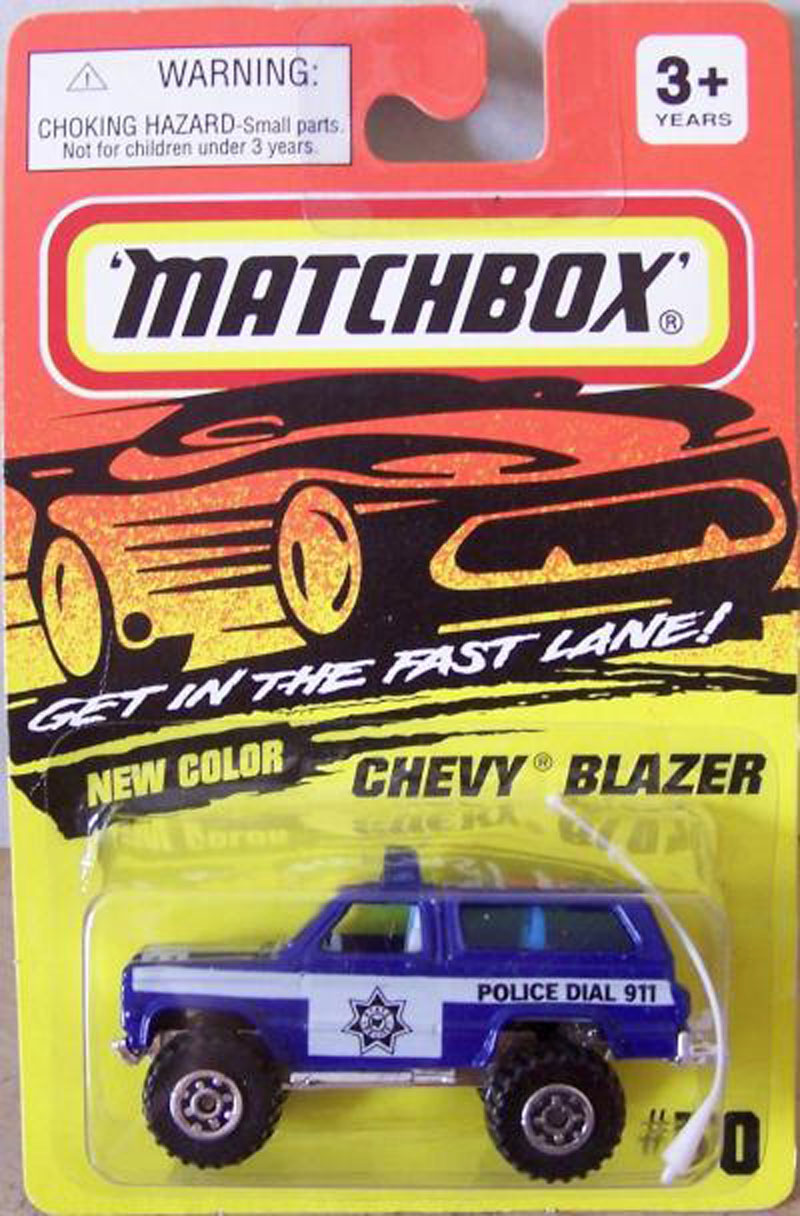 WARNING:
CHOKING HAZARD-Small parts.
Not for children under 3 years.
3+
YEARS
'MATCHBOX'®
GET IN THE FAST LANE!
NEW COLOR
CHEVY® BLAZER
POLICE DIAL 911